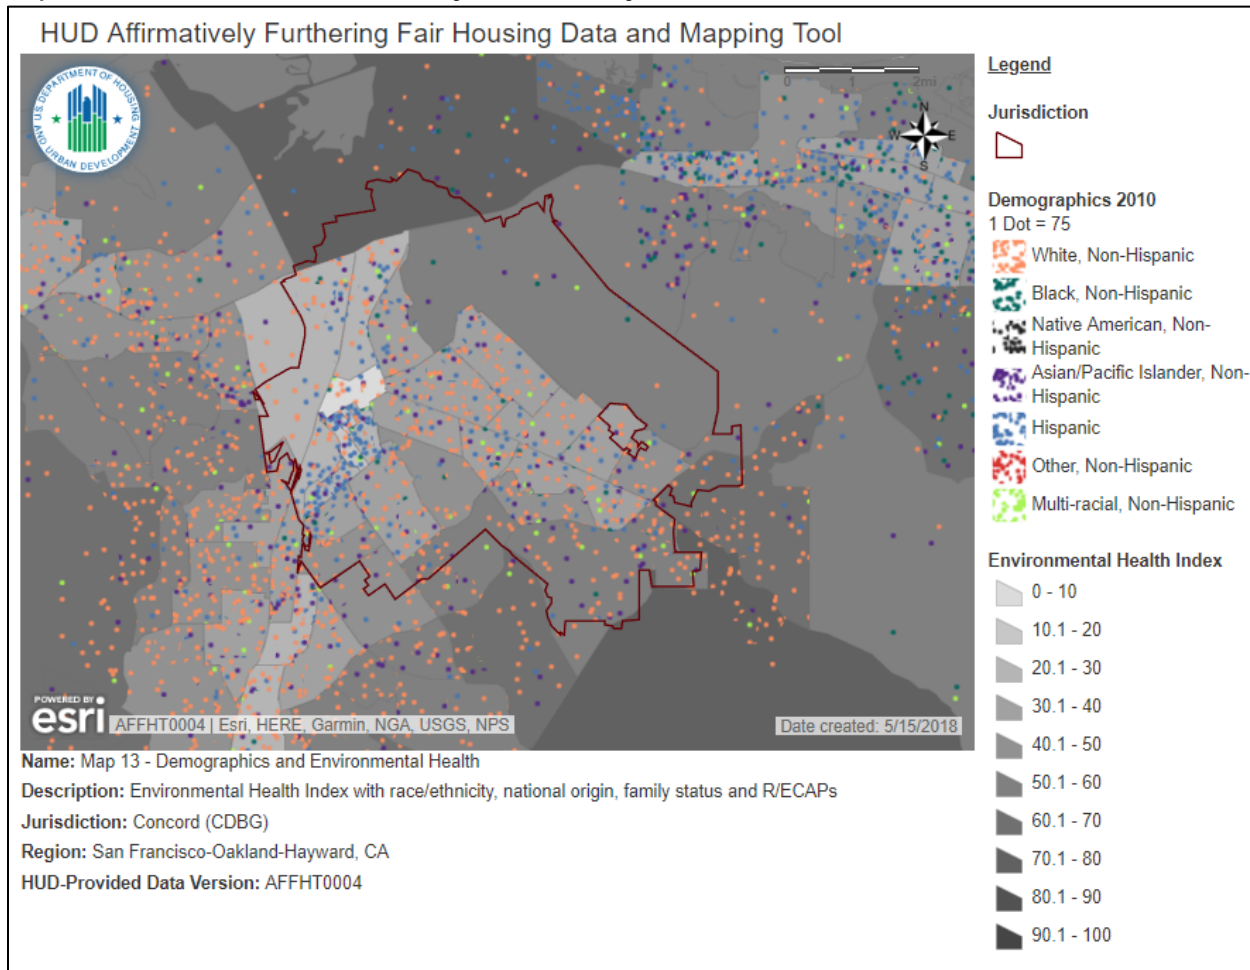 HUD Affirmatively Furthering Fair Housing Data and Mapping Tool
U.S. DEPARTMENT OF HOUSING
AND URBAN DEVELOPMENT
0 1 2mi
N
W E
S
POWERED BY
esri
AFFHT0004 | Esri, HERE, Garmin, NGA, USGS, NPS
Date created: 5/15/2018
Legend
Jurisdiction
Demographics 2010
1 Dot = 75
White, Non-Hispanic
Black, Non-Hispanic
Native American, Non-
Hispanic
Asian/Pacific Islander, Non-
Hispanic
Hispanic
Other, Non-Hispanic
Multi-racial, Non-Hispanic
Environmental Health Index
0 - 10
10.1 - 20
20.1 - 30
30.1 - 40
40.1 - 50
50.1 - 60
60.1 - 70
70.1 - 80
80.1 - 90
90.1 - 100
Name: Map 13 - Demographics and Environmental Health
Description: Environmental Health Index with race/ethnicity, national origin, family status and R/ECAPs
Jurisdiction: Concord (CDBG)
Region: San Francisco-Oakland-Hayward, CA
HUD-Provided Data Version: AFFHT0004